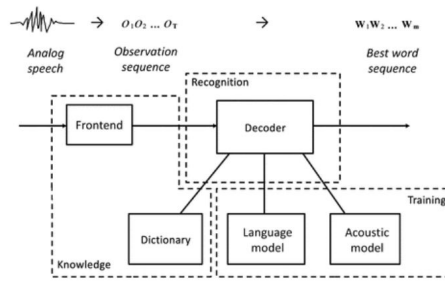 O₁O₂ ... O_T
W₁W₂ ... W_m
Analog
speech
Observation
sequence
Best word
sequence
Recognition
Frontend
Decoder
Training
Dictionary
Language
model
Acoustic
model
Knowledge